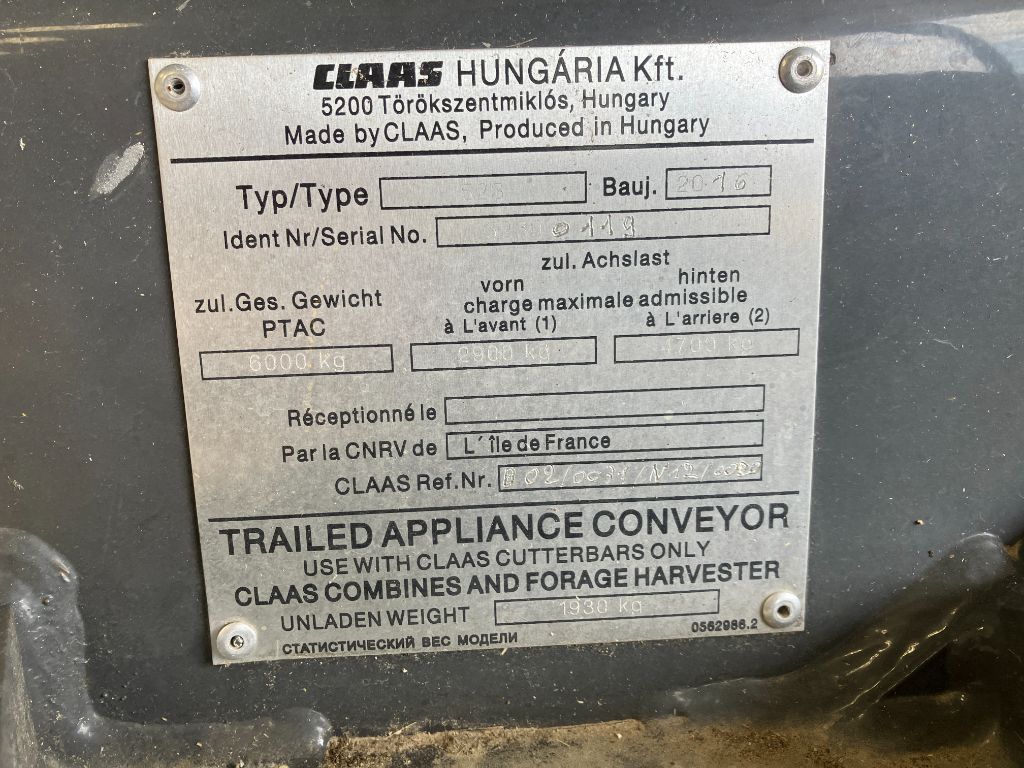 CLAAS HUNGÁRIA Kft.
5200 Törökszentmiklós, Hungary
Made by CLAAS, Produced in Hungary
Typ/Type Bauj. 2016
Ident Nr/Serial No. 0119
zul. Achslast
vorn hinten
zul.Ges. Gewicht charge maximale admissible
PTAC à L'avant (1) à L'arriere (2)
6000 kg 2900 kg 4700 kg
Réceptionné le
Par la CNRV de L´île de France
CLAAS Ref.Nr.
TRAILED APPLIANCE CONVEYOR
USE WITH CLAAS CUTTERBARS ONLY
CLAAS COMBINES AND FORAGE HARVESTER
UNLADEN WEIGHT 1930 kg
СТАТИСТИЧЕСКИЙ ВЕС МОДЕЛИ 0562986.2